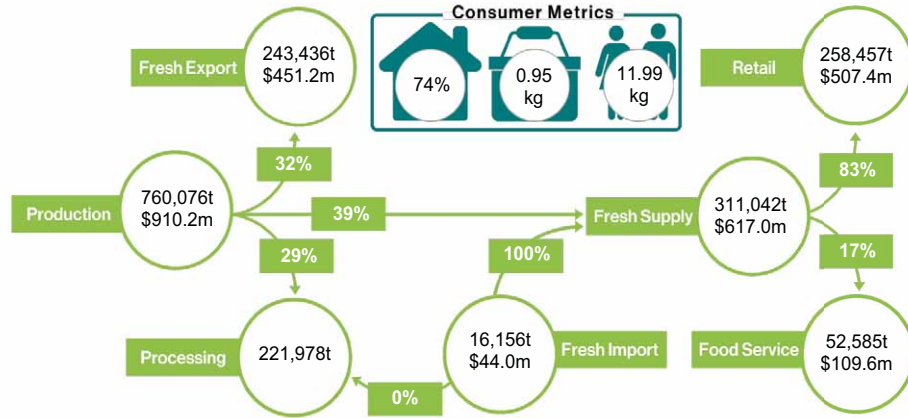 Consumer Metrics
74%
0.95
kg
11.99
kg
Fresh Export
243,436t
$451.2m
Retail
258,457t
$507.4m
32%
83%
Production
760,076t
$910.2m
39%
Fresh Supply
311,042t
$617.0m
29%
100%
17%
Processing
221,978t
16,156t
$44.0m
Fresh Import
Food Service
52,585t
$109.6m
0%